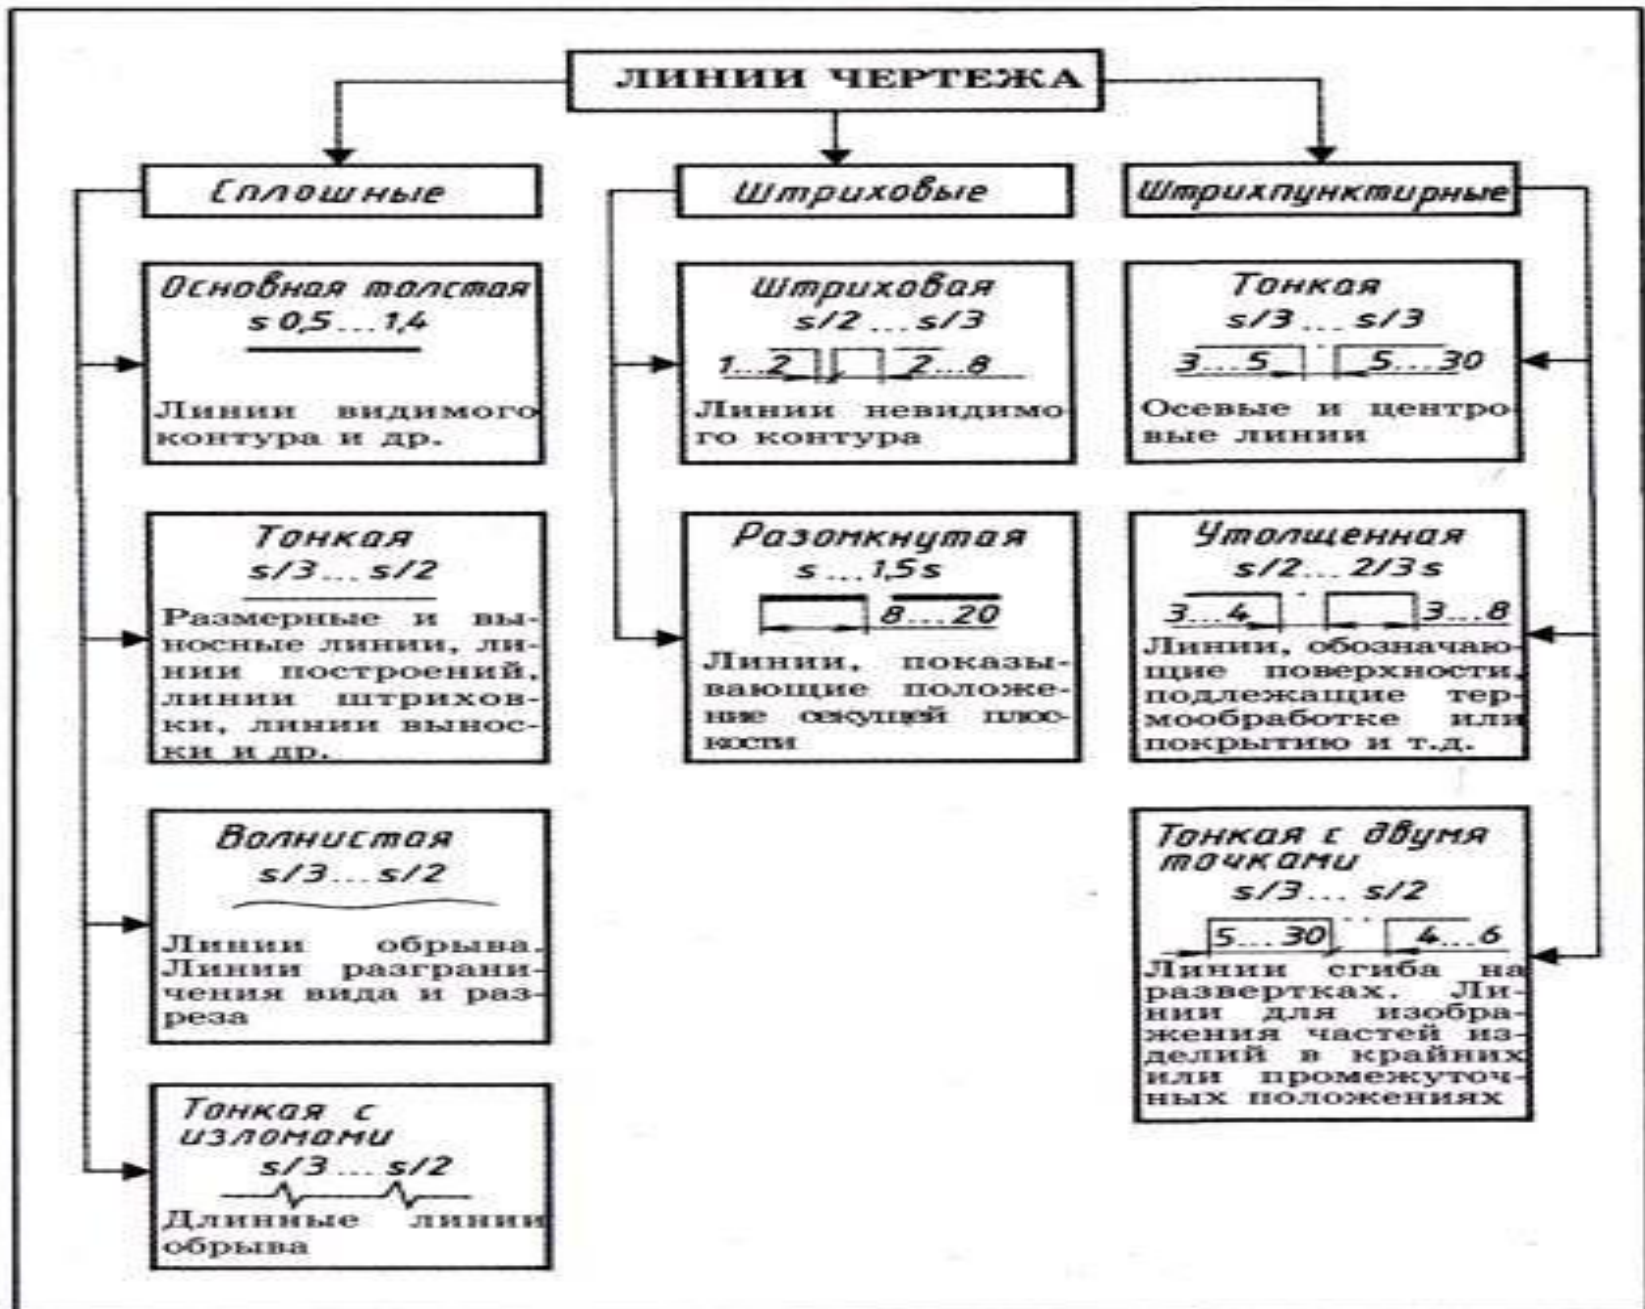 ЛИНИИ ЧЕРТЕЖА
Сплошные
Основная толстая
s 0,5...1,4
Линии видимого
контура и др.
Тонкая
s/3... s/2
Размерные и вы-
носные линии, ли-
нии построений,
линии штрихов-
ки, линии вынос-
ки и др.
Волнистая
s/3... s/2
Линии обрыва.
Линии разграни-
чения вида и раз-
реза
Тонкая с
изломами
s/3 ... s/2
Длинные линии
обрыва
Штриховые
Штриховая
s/2 ... s/3
1...2 2...8
Линии невидимо
го контура
Разомкнутая
s ...1,5s
8...20
Линии, показы-
вающие положе-
ние секущей плос-
кости
Штрихпунктирные
Тонкая
s/3 ... s/3
3...5 5...30
Осевые и центро-
вые линии
Утолщенная
s/2... 2/3 s
3...4 3...8
Линии, обозначаю-
щие поверхности,
подлежащие тер-
мообработке или
покрытию и т.д.
Тонкая с двумя
точками
s/3... s/2
5...30 4...6
Линии сгиба на
развертках. Ли-
нии для изобра-
жения частей из-
делий в крайних
или промежуточ-
ных положениях